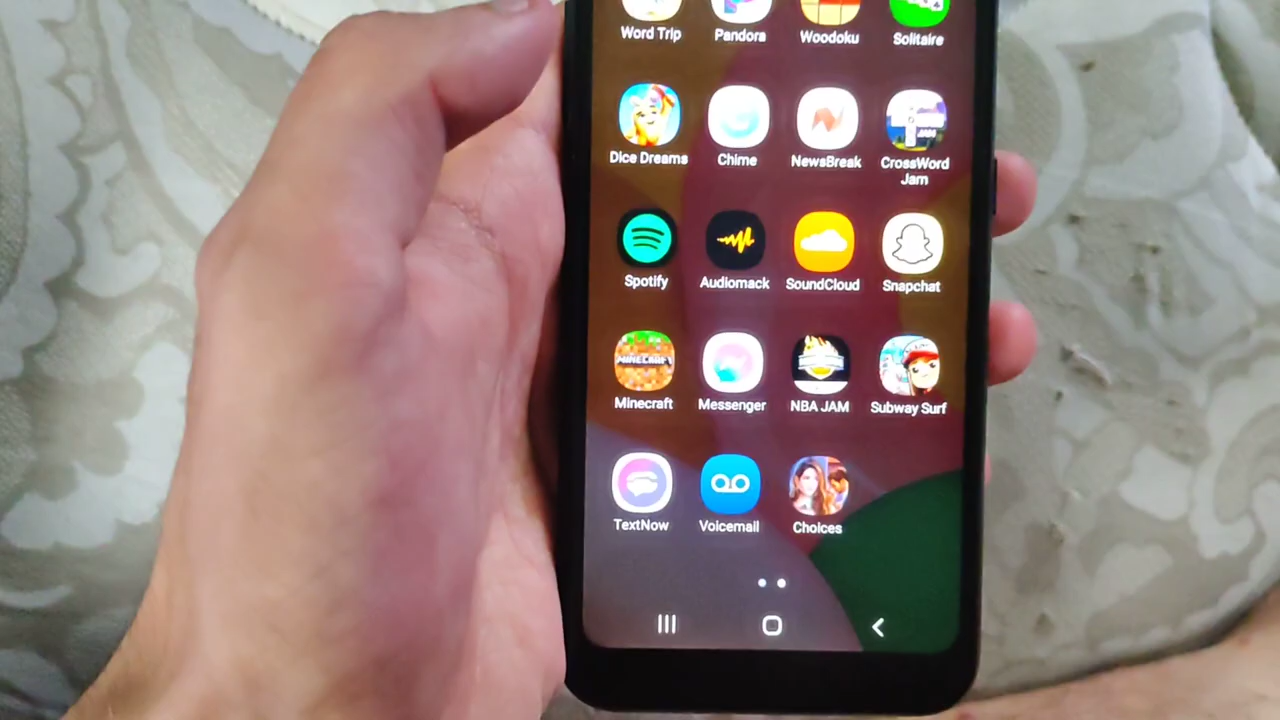 Word Trip
Pandora
Woodoku
Solitaire
Dice Dreams
Chime
NewsBreak
CrossWord
Jam
Spotify
Audiomack
SoundCloud
Snapchat
MINECRAFT
Minecraft
Messenger
NBA JAM
Subway Surf
TextNow
Voicemail
Choices